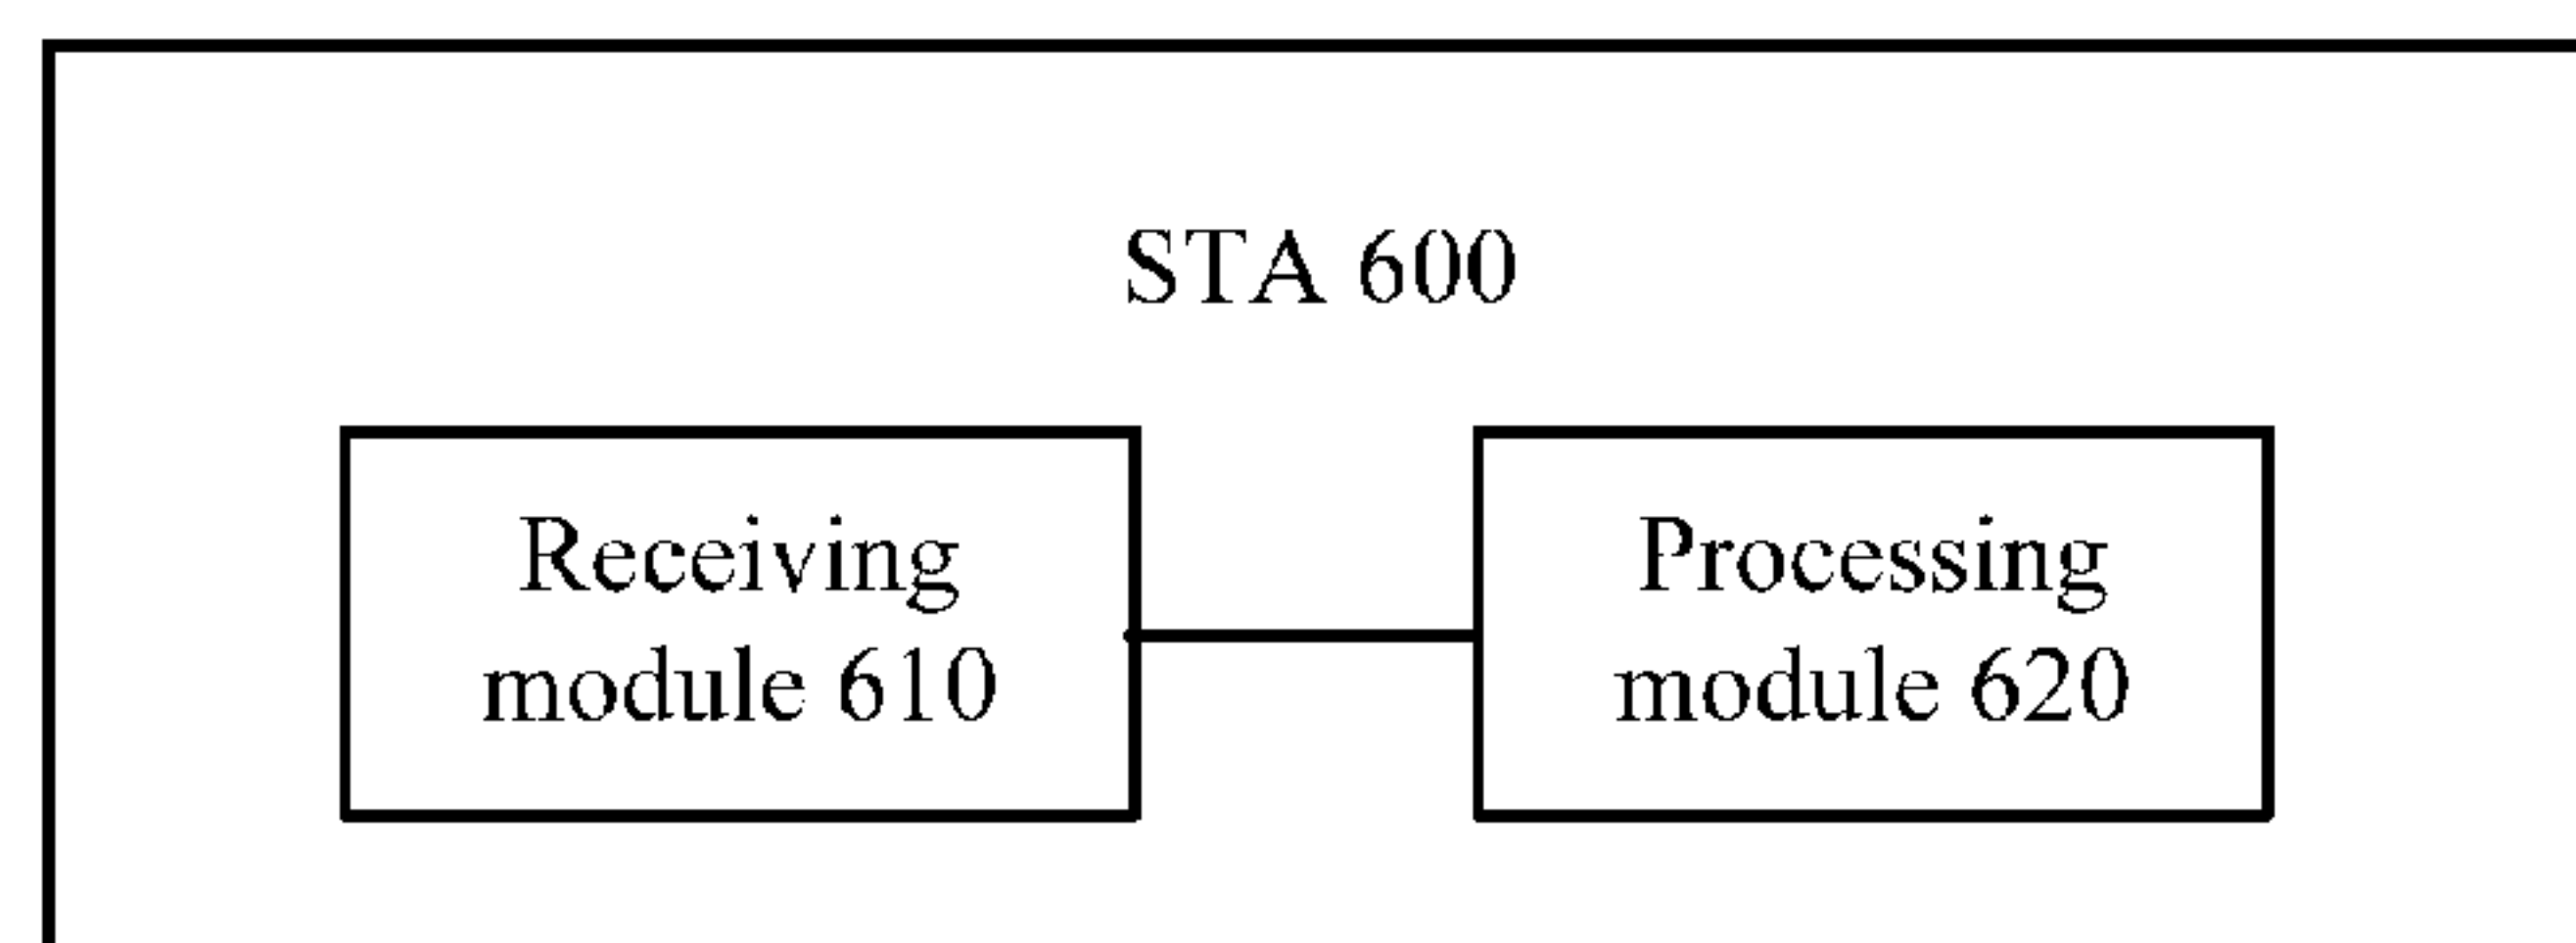 STA 600
Receiving
module 610
Processing
module 620